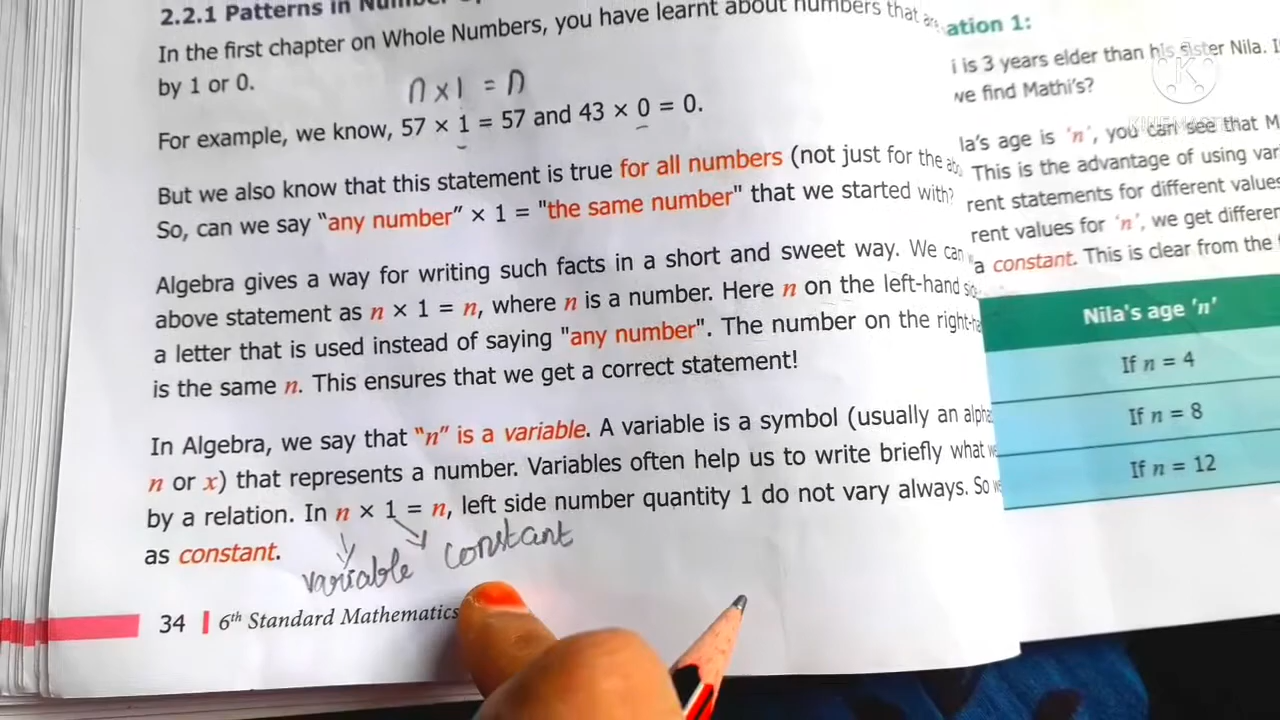 2.2.1 Patterns in Number
In the first chapter on Whole Numbers, you have learnt about numbers that
by 1 or 0.
n x 1 = n
For example, we know, 57 × 1 = 57 and 43 × 0 = 0.
But we also know that this statement is true for all numbers (not just for the
So, can we say “any number” × 1 = "the same number" that we started with?
Algebra gives a way for writing such facts in a short and sweet way. We can
above statement as n × 1 = n, where n is a number. Here n on the left-hand
a letter that is used instead of saying "any number". The number on the right-
is the same n. This ensures that we get a correct statement!
In Algebra, we say that “n” is a variable. A variable is a symbol (usually an
n or x) that represents a number. Variables often help us to write briefly what
by a relation. In n × 1 = n, left side number quantity 1 do not vary always. So
as constant.
variable constant
34 | 6th Standard Mathematics
ation 1:
i is 3 years elder than his sister Nila.
we find Mathi's?
la's age is 'n', you can see that
This is the advantage of using
rent statements for different values
rent values for 'n', we get
a constant. This is clear from the
Nila's age 'n'
If n = 4
If n = 8
If n = 12
K
KINEMASTER